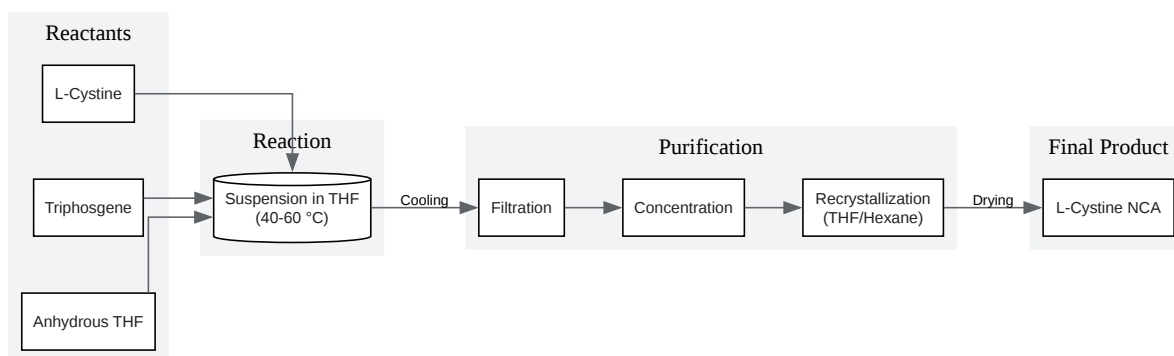 Reactants
L-Cystine
Triphosgene
Anhydrous THF
Reaction
Suspension in THF
(40-60 °C)
Cooling
Purification
Filtration
Concentration
Recrystallization
(THF/Hexane)
Drying
Final Product
L-Cystine NCA